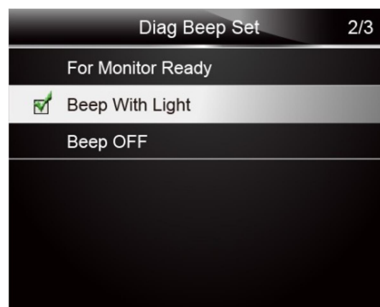 Diag Beep Set 2/3
For Monitor Ready
Beep With Light
Beep OFF